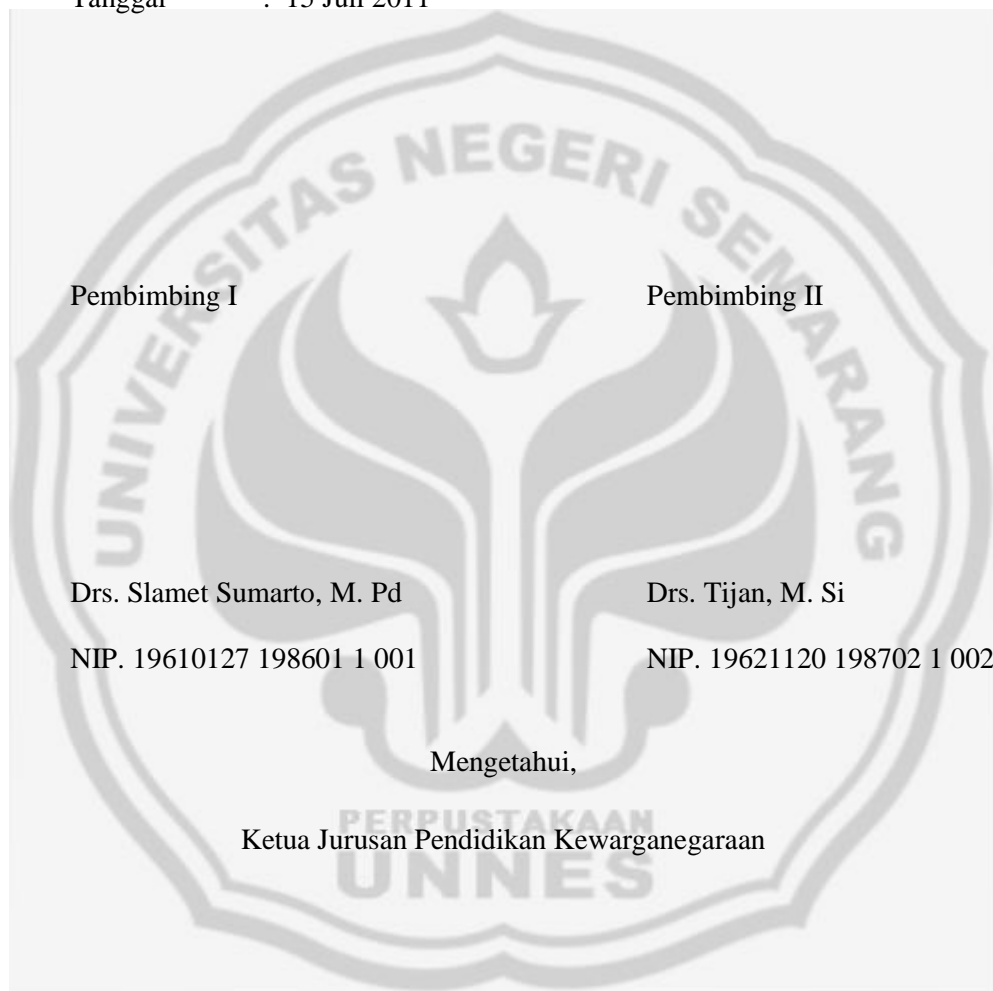 Tanggal : 15 Juli 2011
UNIVERSITAS NEGERI SEMARANG
Pembimbing I Pembimbing II
Drs. Slamet Sumarto, M. Pd Drs. Tijan, M. Si
NIP. 19610127 198601 1 001 NIP. 19621120 198702 1 002
Mengetahui,
PERPUSTAKAAN
Ketua Jurusan Pendidikan Kewarganegaraan
UNNES